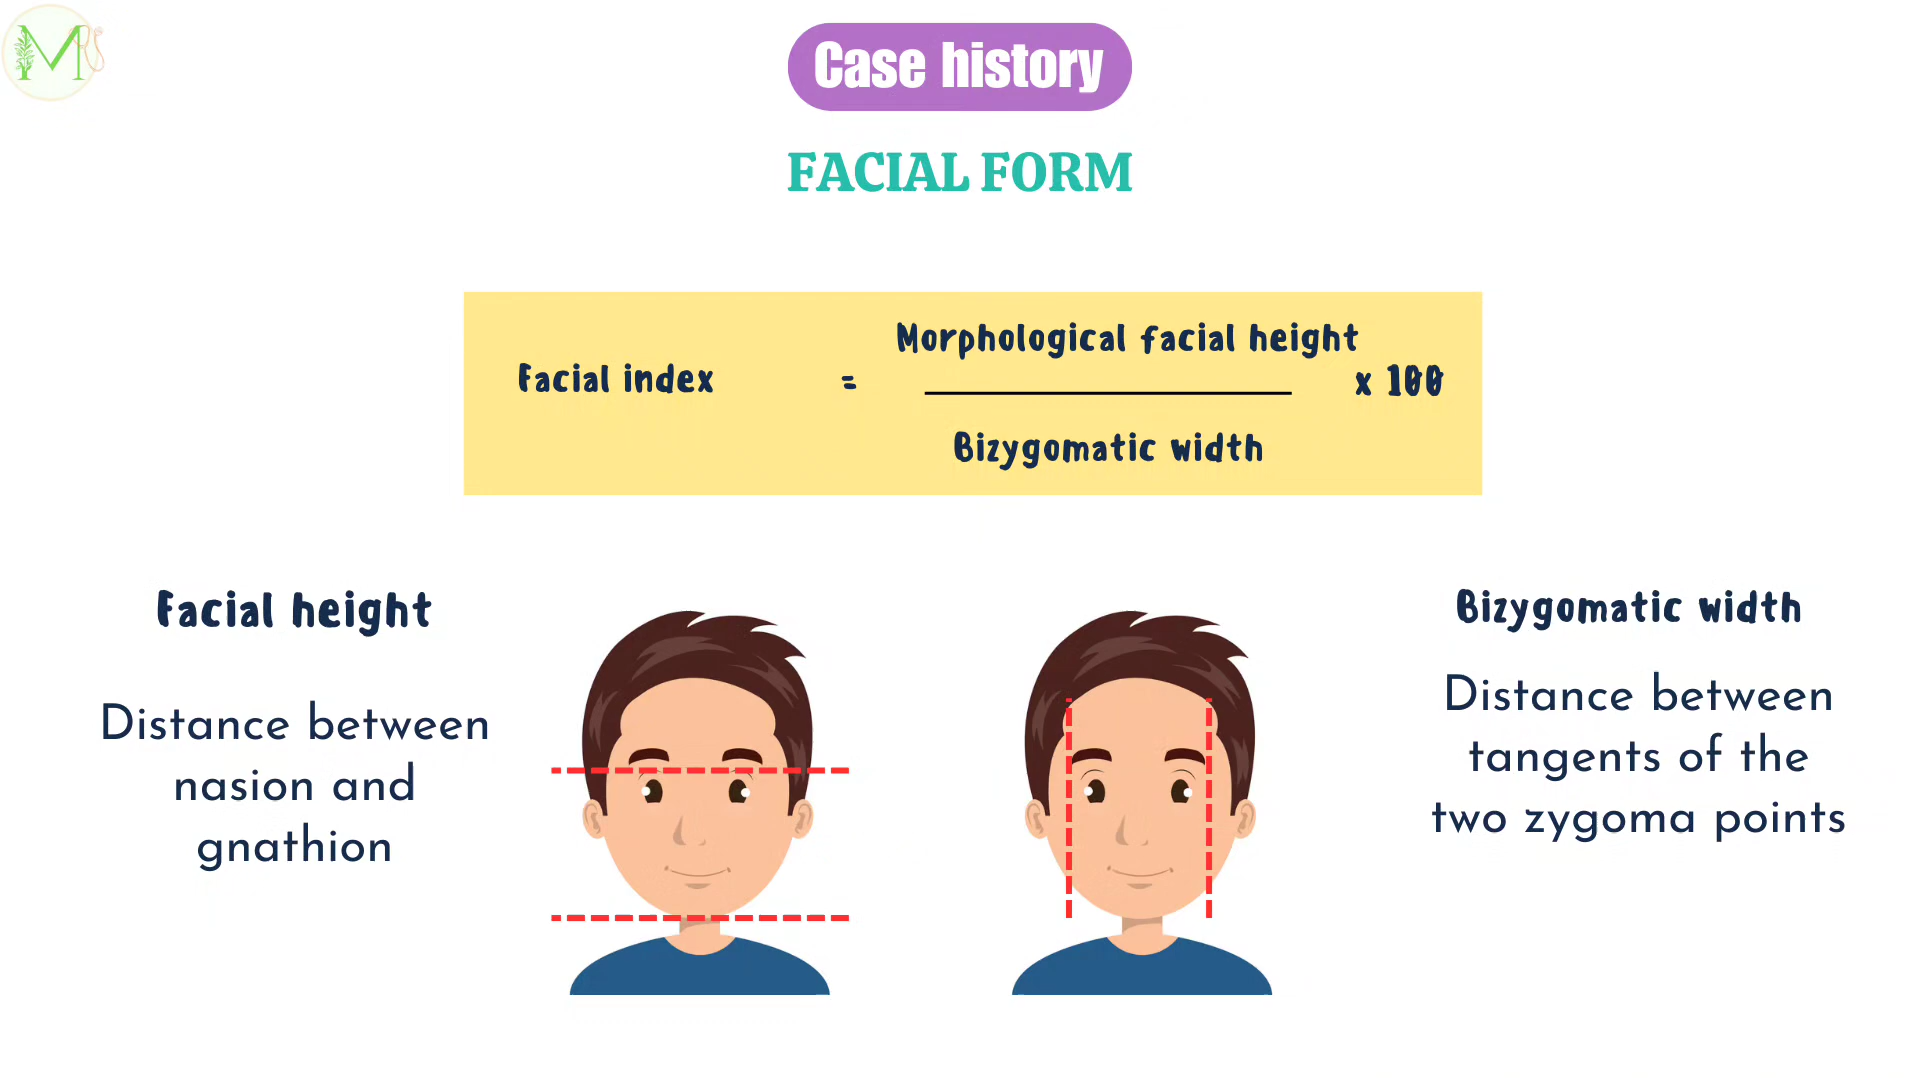 Case history
FACIAL FORM
Morphological facial height
Facial index = x 100
Bizygomatic width
Facial height
Distance between
nasion and
gnathion
Bizygomatic width
Distance between
tangents of the
two zygoma points